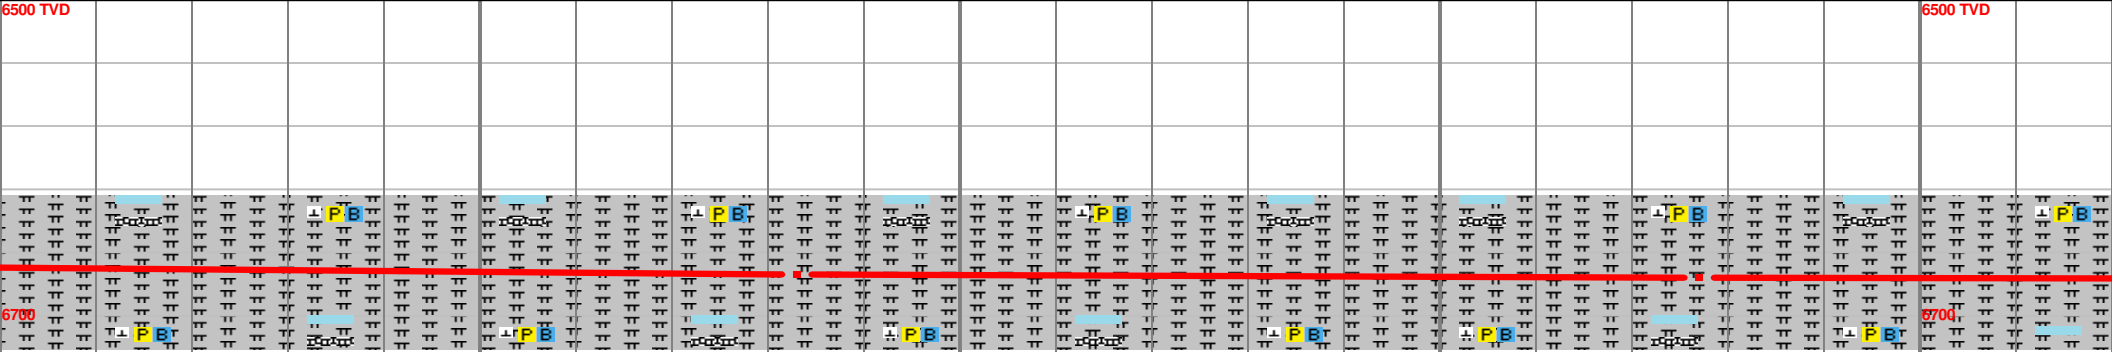 6500 TVD 6500 TVD
P B P B P B P B P B
6700 6700
P B P B P B P B P B P B